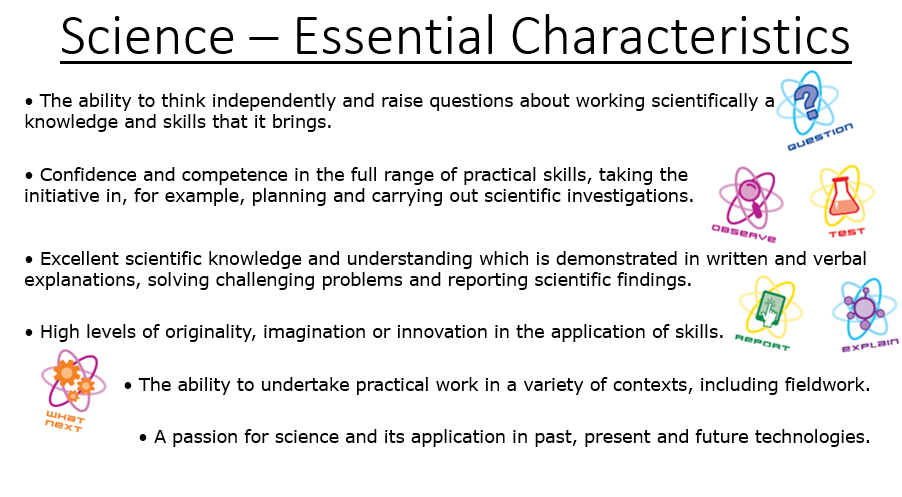 Science – Essential Characteristics
• The ability to think independently and raise questions about working scientifically a
knowledge and skills that it brings.
QUESTION
• Confidence and competence in the full range of practical skills, taking the
initiative in, for example, planning and carrying out scientific investigations.
OBSERVE
TEST
• Excellent scientific knowledge and understanding which is demonstrated in written and verbal
explanations, solving challenging problems and reporting scientific findings.
• High levels of originality, imagination or innovation in the application of skills.
REPORT
EXPLAIN
• The ability to undertake practical work in a variety of contexts, including fieldwork.
WHAT
NEXT
• A passion for science and its application in past, present and future technologies.